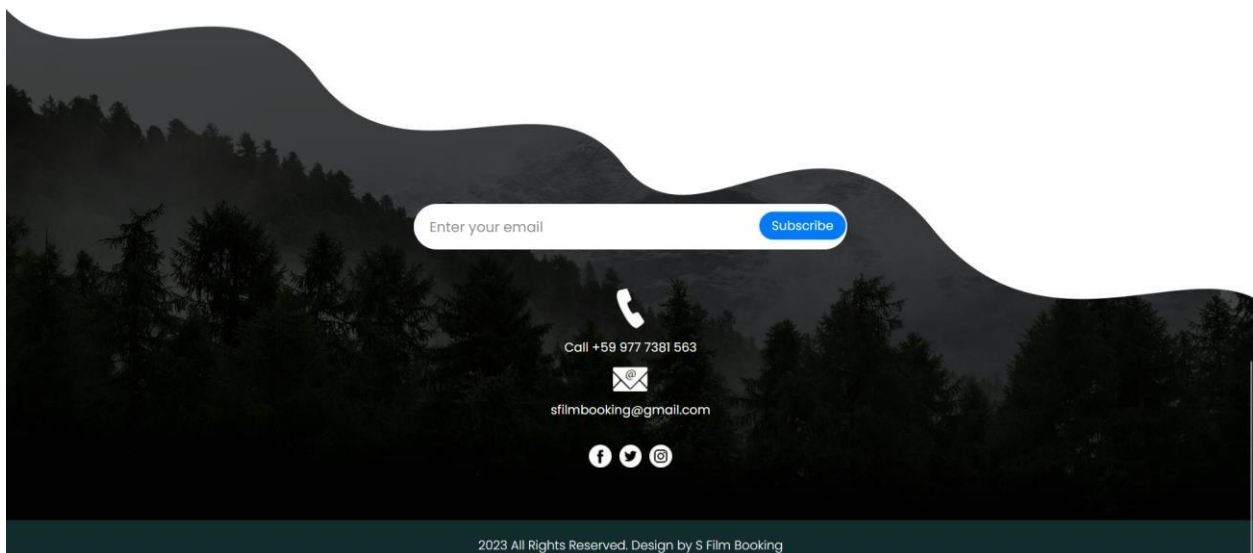 Enter your email
Subscribe
Call +59 977 7381 563
@
sfilmbooking@gmail.com
2023 All Rights Reserved. Design by S Film Booking